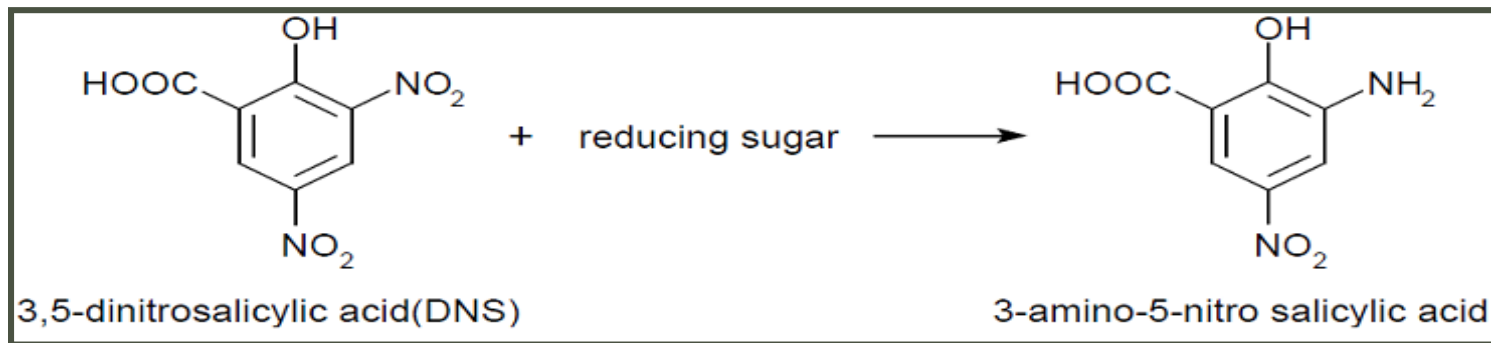 OH
HOOC
NO2
+ reducing sugar
NO2
3,5-dinitrosalicylic acid(DNS)
OH
HOOC
NH2
NO2
3-amino-5-nitro salicylic acid